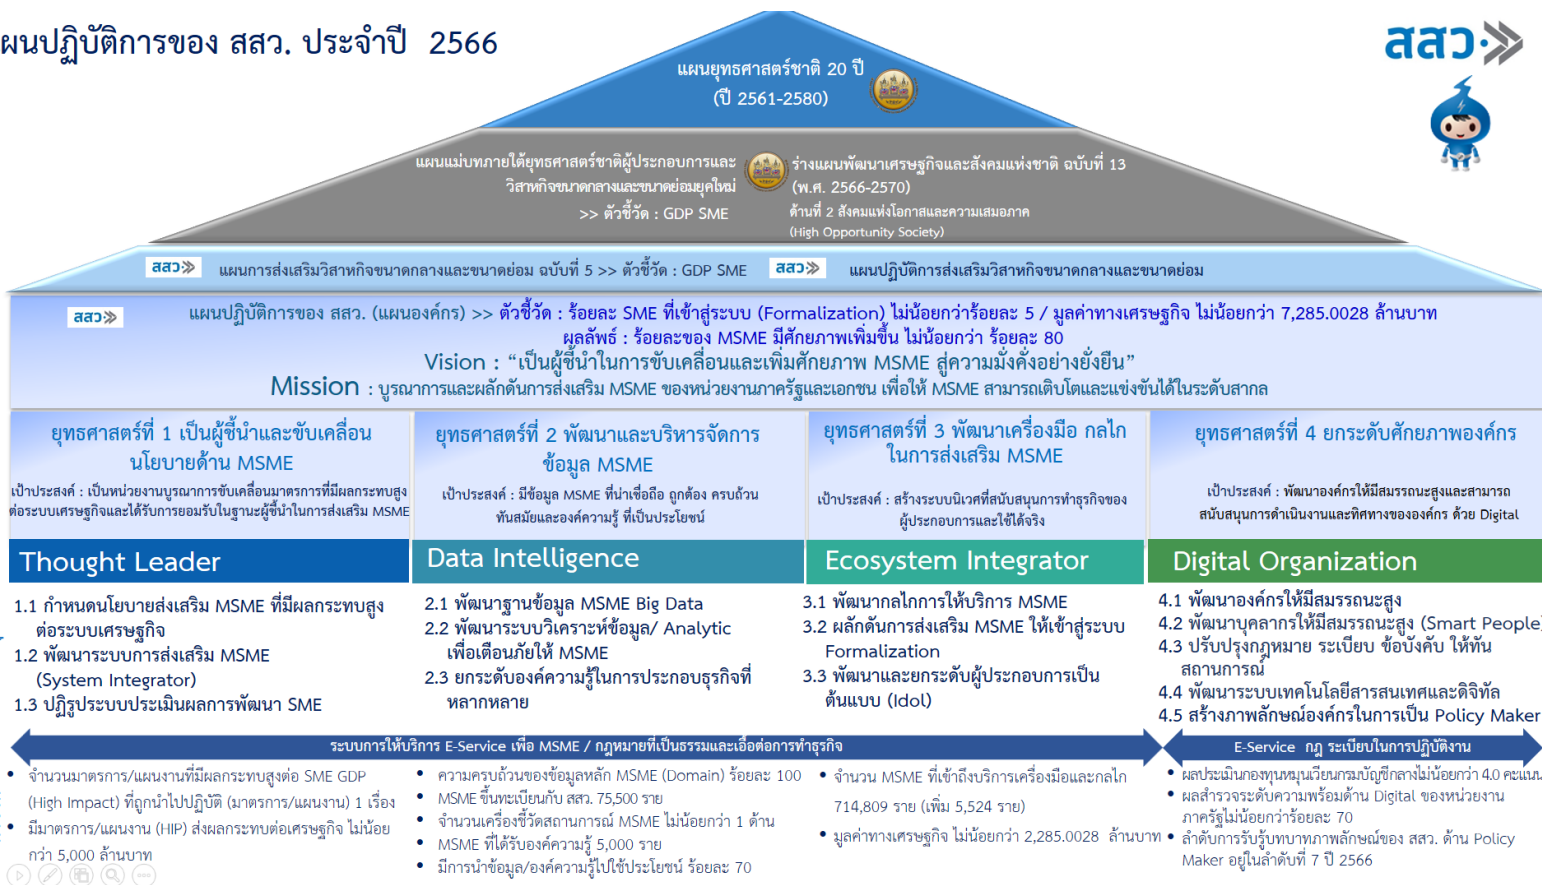 ผนปฏิบัติการของ สสว. ประจำปี 2566
สสว
แผนยุทธศาสตร์ชาติ 20 ปี
(ปี 2561-2580)
แผนแม่บทภายใต้ยุทธศาสตร์ชาติผู้ประกอบการและ
วิสาหกิจขนาดกลางและขนาดย่อมยุคใหม่
>> ตัวชี้วัด : GDP SME
ร่างแผนพัฒนาเศรษฐกิจและสังคมแห่งชาติ ฉบับที่ 13
(พ.ศ. 2566-2570)
ด้านที่ 2 สังคมแห่งโอกาสและความเสมอภาค
(High Opportunity Society)
สสว แผนการส่งเสริมวิสาหกิจขนาดกลางและขนาดย่อม ฉบับที่ 5 >> ตัวชี้วัด : GDP SME สสว แผนปฏิบัติการส่งเสริมวิสาหกิจขนาดกลางและขนาดย่อม
สสว แผนปฏิบัติการของ สสว. (แผนองค์กร) >> ตัวชี้วัด : ร้อยละ SME ที่เข้าสู่ระบบ (Formalization) ไม่น้อยกว่าร้อยละ 5 / มูลค่าทางเศรษฐกิจ ไม่น้อยกว่า 7,285.0028 ล้านบาท
ผลลัพธ์ : ร้อยละของ MSME มีศักยภาพเพิ่มขึ้น ไม่น้อยกว่า ร้อยละ 80
Vision : “เป็นผู้ชี้นำในการขับเคลื่อนและเพิ่มศักยภาพ MSME สู่ความมั่งคั่งอย่างยั่งยืน”
Mission : บูรณาการและผลักดันการส่งเสริม MSME ของหน่วยงานภาครัฐและเอกชน เพื่อให้ MSME สามารถเติบโตและแข่งขันได้ในระดับสากล
ยุทธศาสตร์ที่ 1 เป็นผู้ชี้นำและขับเคลื่อน
นโยบายด้าน MSME
เป้าประสงค์ : เป็นหน่วยงานบูรณาการขับเคลื่อนมาตรการที่มีผลกระทบสูง
ต่อระบบเศรษฐกิจและได้รับการยอมรับในฐานะผู้ชี้นำในการส่งเสริม MSME
Thought Leader
1.1 กำหนดนโยบายส่งเสริม MSME ที่มีผลกระทบสูง
ต่อระบบเศรษฐกิจ
1.2 พัฒนาระบบการส่งเสริม MSME
(System Integrator)
1.3 ปฏิรูประบบประเมินผลการพัฒนา SME
ยุทธศาสตร์ที่ 2 พัฒนาและบริหารจัดการ
ข้อมูล MSME
เป้าประสงค์ : มีข้อมูล MSME ที่น่าเชื่อถือ ถูกต้อง ครบถ้วน
ทันสมัยและองค์ความรู้ ที่เป็นประโยชน์
Data Intelligence
2.1 พัฒนาฐานข้อมูล MSME Big Data
2.2 พัฒนาระบบวิเคราะห์ข้อมูล/ Analytic
เพื่อเตือนภัยให้ MSME
2.3 ยกระดับองค์ความรู้ในการประกอบธุรกิจที่
หลากหลาย
ยุทธศาสตร์ที่ 3 พัฒนาเครื่องมือ กลไก
ในการส่งเสริม MSME
เป้าประสงค์ : สร้างระบบนิเวศที่สนับสนุนการทำธุรกิจของ
ผู้ประกอบการและใช้ได้จริง
Ecosystem Integrator
3.1 พัฒนากลไกการให้บริการ MSME
3.2 ผลักดันการส่งเสริม MSME ให้เข้าสู่ระบบ
Formalization
3.3 พัฒนาและยกระดับผู้ประกอบการเป็น
ต้นแบบ (Idol)
ยุทธศาสตร์ที่ 4 ยกระดับศักยภาพองค์กร
เป้าประสงค์ : พัฒนาองค์กรให้มีสมรรถนะสูงและสามารถ
สนับสนุนการดำเนินงานและทิศทางขององค์กร ด้วย Digital
Digital Organization
4.1 พัฒนาองค์กรให้มีสมรรถนะสูง
4.2 พัฒนาบุคลากรให้มีสมรรถนะสูง (Smart People)
4.3 ปรับปรุงกฎหมาย ระเบียบ ข้อบังคับ ให้ทัน
สถานการณ์
4.4 พัฒนาระบบเทคโนโลยีสารสนเทศและดิจิทัล
4.5 สร้างภาพลักษณ์องค์กรในการเป็น Policy Maker
ระบบการให้บริการ E-Service เพื่อ MSME / กฎหมายที่เป็นธรรมและเอื้อต่อการทำธุรกิจ
E-Service กฎ ระเบียบในการปฏิบัติงาน
• จำนวนมาตรการ/แผนงานที่มีผลกระทบสูงต่อ SME GDP
(High Impact) ที่ถูกนำไปปฏิบัติ (มาตรการ/แผนงาน) 1 เรื่อง
• มีมาตรการ/แผนงาน (HIP) ส่งผลกระทบต่อเศรษฐกิจ ไม่น้อย
กว่า 5,000 ล้านบาท
• ความครบถ้วนของข้อมูลหลัก MSME (Domain) ร้อยละ 100
• MSME ขึ้นทะเบียนกับ สสว. 75,500 ราย
• จำนวนเครื่องชี้วัดสถานการณ์ MSME ไม่น้อยกว่า 1 ด้าน
• MSME ที่ได้รับองค์ความรู้ 5,000 ราย
• มีการนำข้อมูล/องค์ความรู้ไปใช้ประโยชน์ ร้อยละ 70
• จำนวน MSME ที่เข้าถึงบริการเครื่องมือและกลไก
714,809 ราย (เพิ่ม 5,524 ราย)
• มูลค่าทางเศรษฐกิจ ไม่น้อยกว่า 2,285.0028 ล้านบาท
• ผลประเมินกองทุนหมุนเวียนกรมบัญชีกลางไม่น้อยกว่า 4.0 คะแนน
• ผลสำรวจระดับความพร้อมด้าน Digital ของหน่วยงาน
ภาครัฐไม่น้อยกว่าร้อยละ 70
• ลำดับการรับรู้บทบาทภาพลักษณ์ของ สสว. ด้าน Policy
Maker อยู่ในลำดับที่ 7 ปี 2566